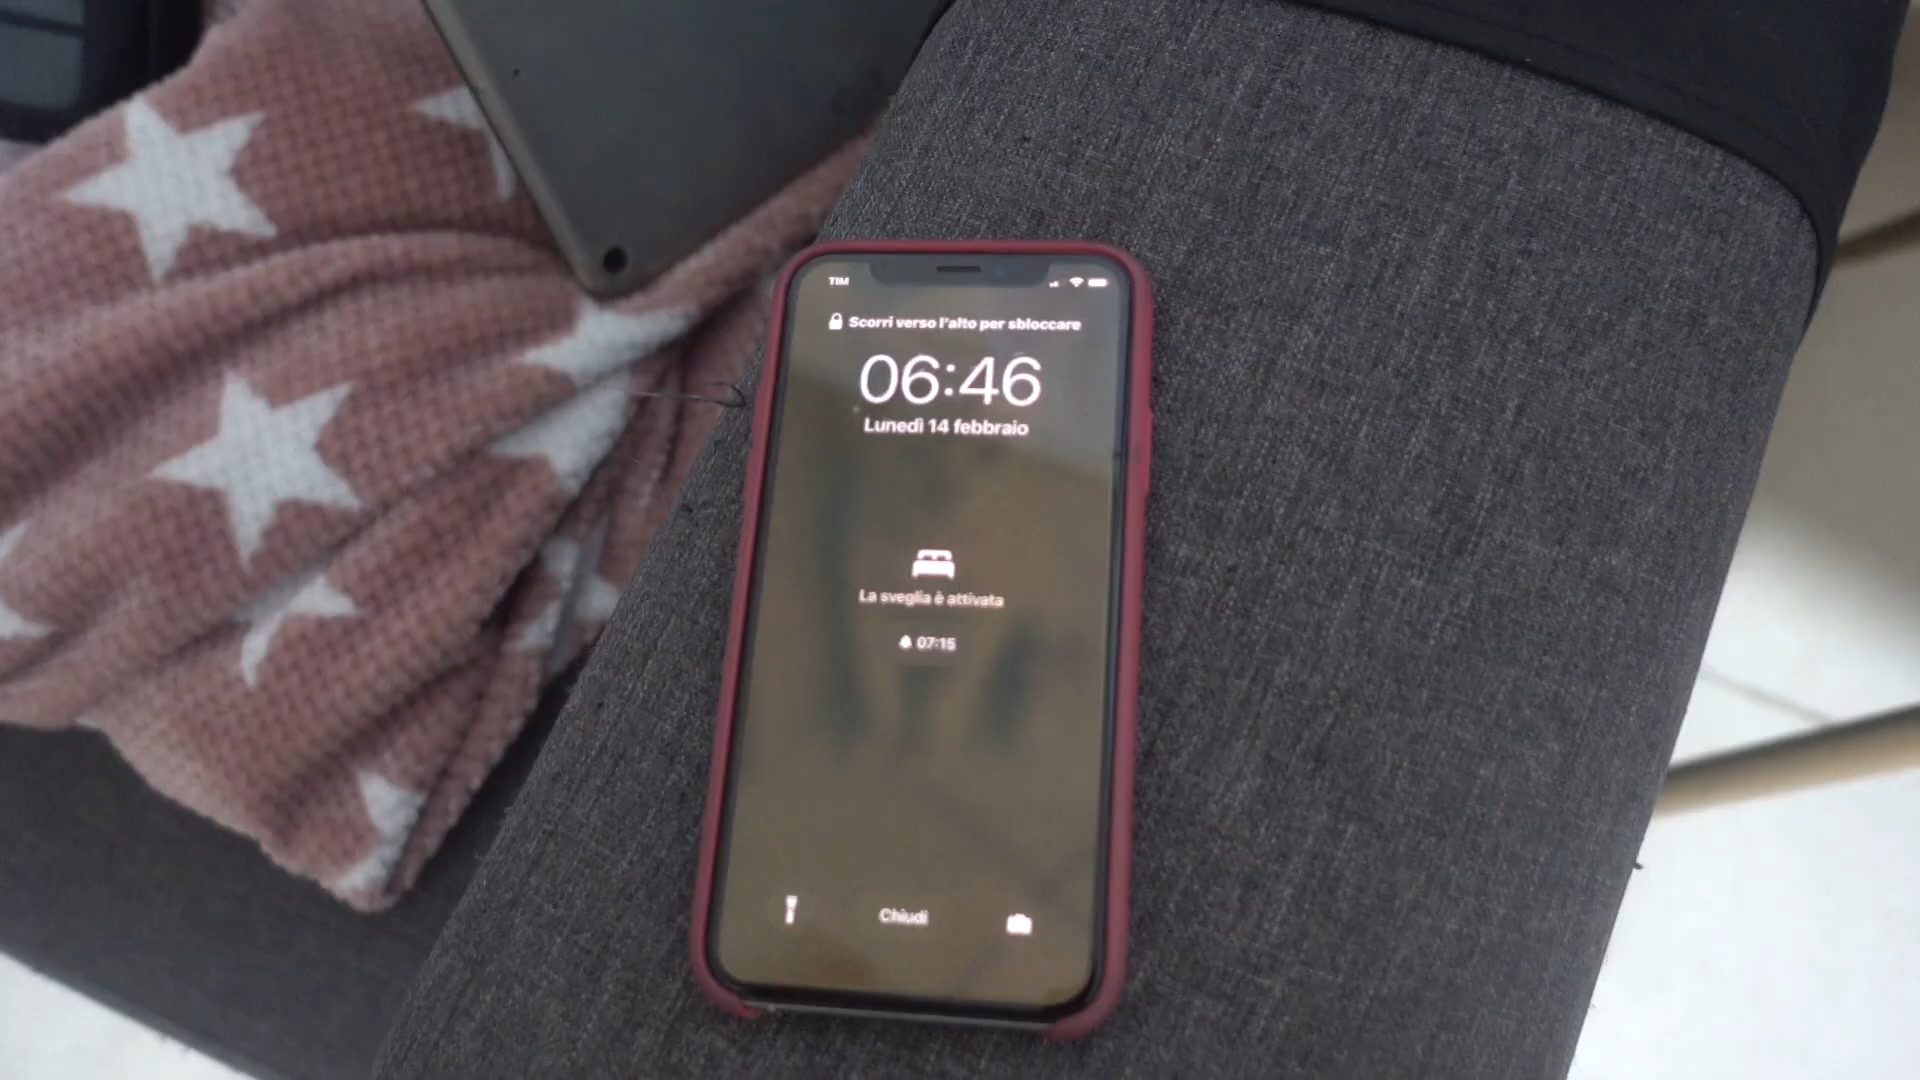 TIM
Scorri verso l'alto per sbloccare
06:46
Lunedì 14 febbraio
La sveglia è attivata
07:15
Chiudi